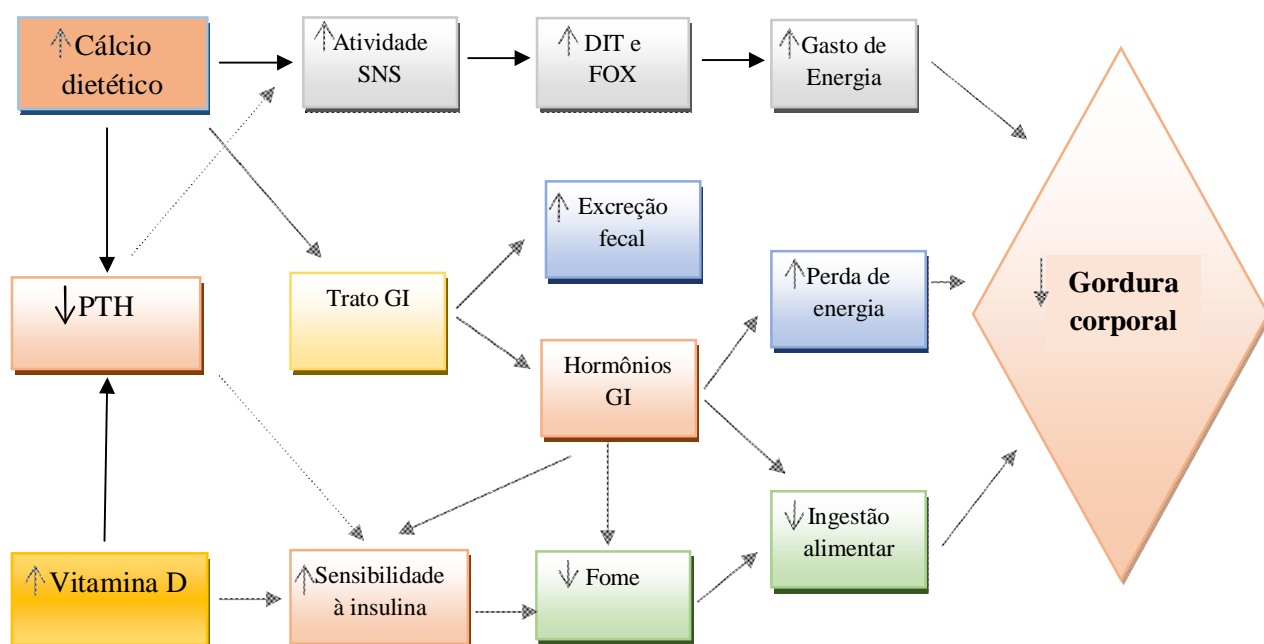 Cálcio
dietético
Atividade
SNS
DIT e
FOX
Gasto de
Energia
Excreção
fecal
Perda de
energia
Gordura
corporal
PTH
Trato GI
Hormônios
GI
Ingestão
alimentar
Vitamina D
Sensibilidade
à insulina
Fome